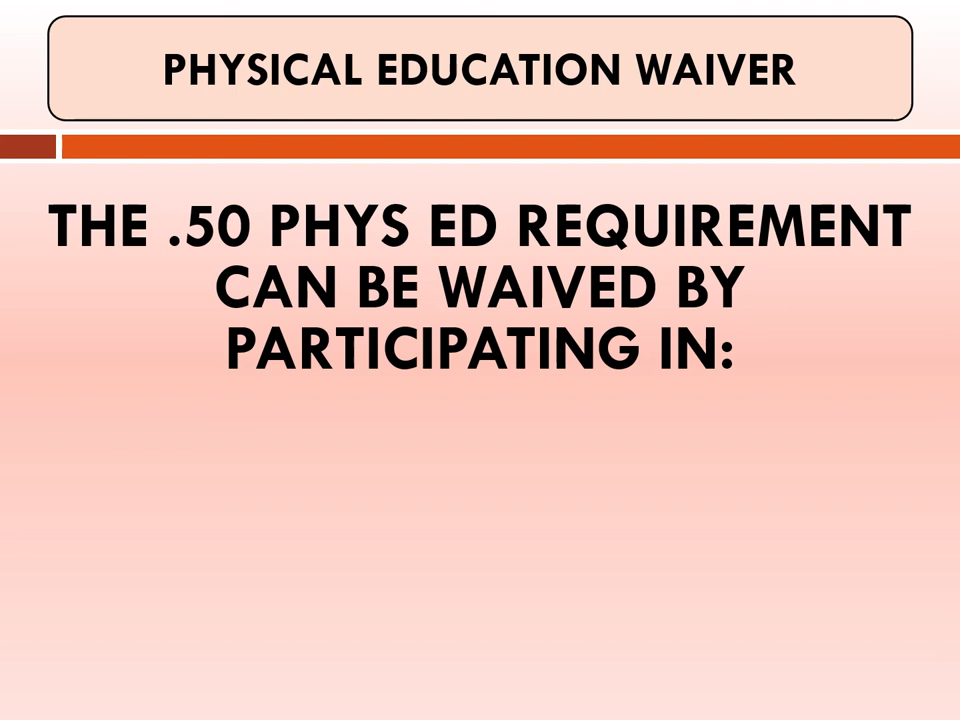 PHYSICAL EDUCATION WAIVER
THE .50 PHYS ED REQUIREMENT
CAN BE WAIVED BY
PARTICIPATING IN: